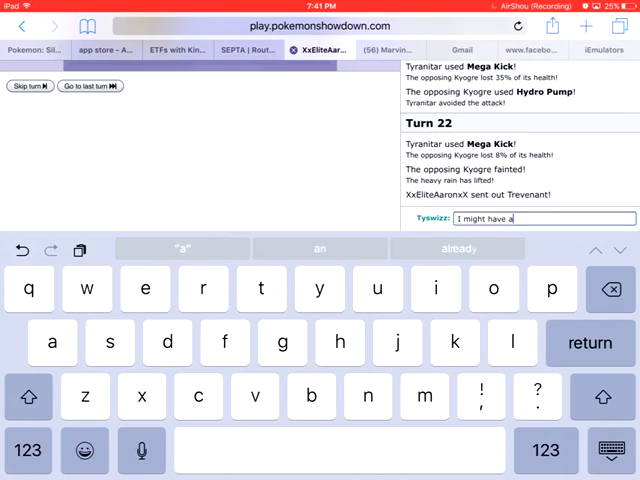 iPad 7:41 PM AirShou (Recording) 25%
play.pokemonshowdown.com
Pokemon: Sil... app store - A... ETFs with Kin... SEPTA | Rout... XxEliteAar... (56) Marvin... Gmail www.facebo... iEmulators
Skip turn Go to last turn
Tyranitar used Mega Kick!
The opposing Kyogre lost 35% of its health!
The opposing Kyogre used Hydro Pump!
Tyranitar avoided the attack!
Turn 22
Tyranitar used Mega Kick!
The opposing Kyogre lost 8% of its health!
The opposing Kyogre fainted!
The heavy rain has lifted!
XxEliteAaronxX sent out Trevenant!
Tyswizz: I might have a
"a" an already
q w e r t y u i o p
a s d f g h j k l return
z x c v b n m ! , ? .
123 123